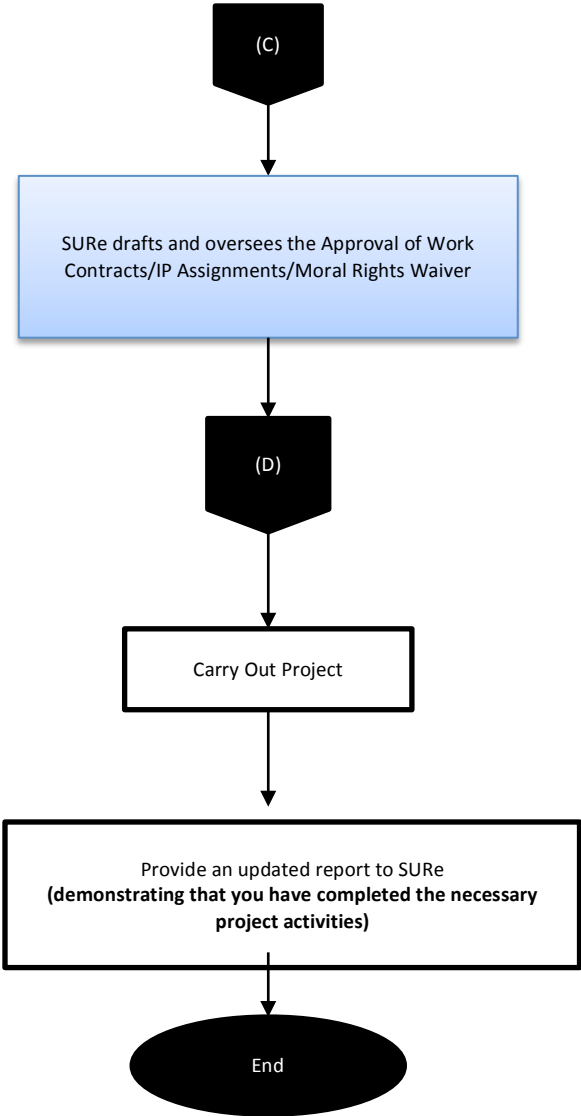 (C)
SURe drafts and oversees the Approval of Work
Contracts/IP Assignments/Moral Rights Waiver
(D)
Carry Out Project
Provide an updated report to SURe
(demonstrating that you have completed the necessary
project activities)
End